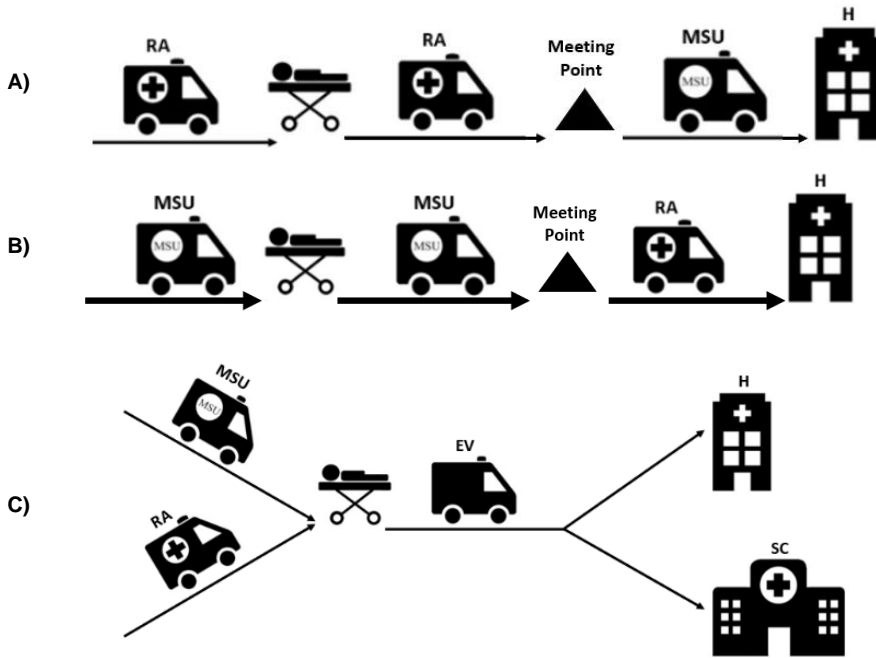 A)
RA
RA
Meeting
Point
MSU
MSU
H
B)
MSU
MSU
MSU
MSU
Meeting
Point
RA
H
C)
MSU
MSU
RA
EV
H
SC